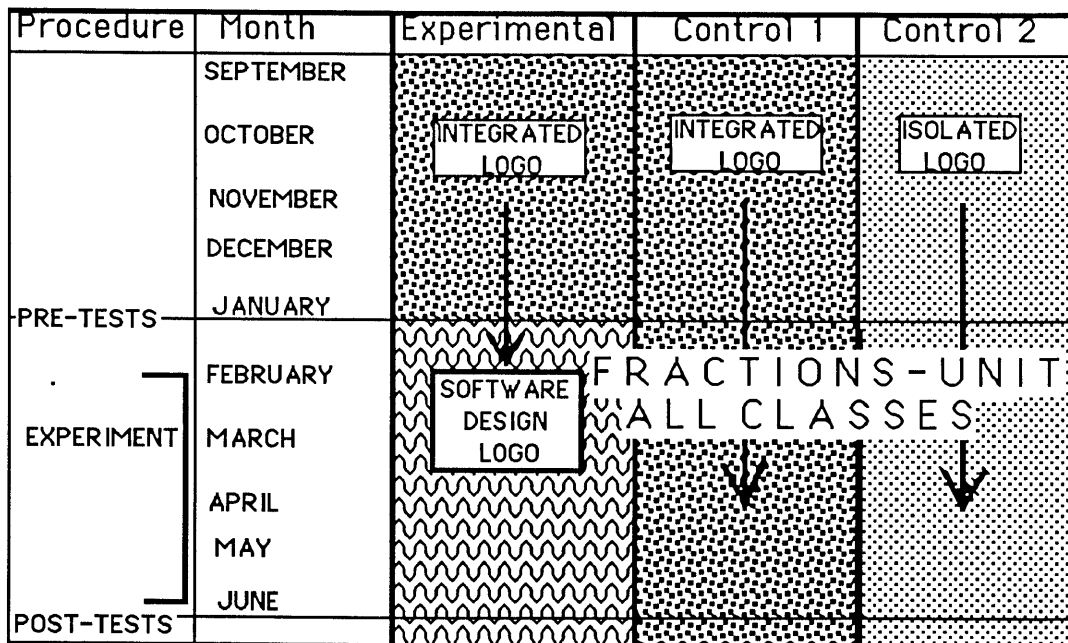 Procedure Month Experimental Control 1 Control 2
SEPTEMBER
OCTOBER
INTEGRATED LOGO
INTEGRATED LOGO
ISOLATED LOGO
NOVEMBER
DECEMBER
JANUARY
PRE-TESTS
FEBRUARY
FRACTIONS-UNIT
ALL CLASSES
SOFTWARE
DESIGN
LOGO
EXPERIMENT
MARCH
APRIL
MAY
JUNE
POST-TESTS